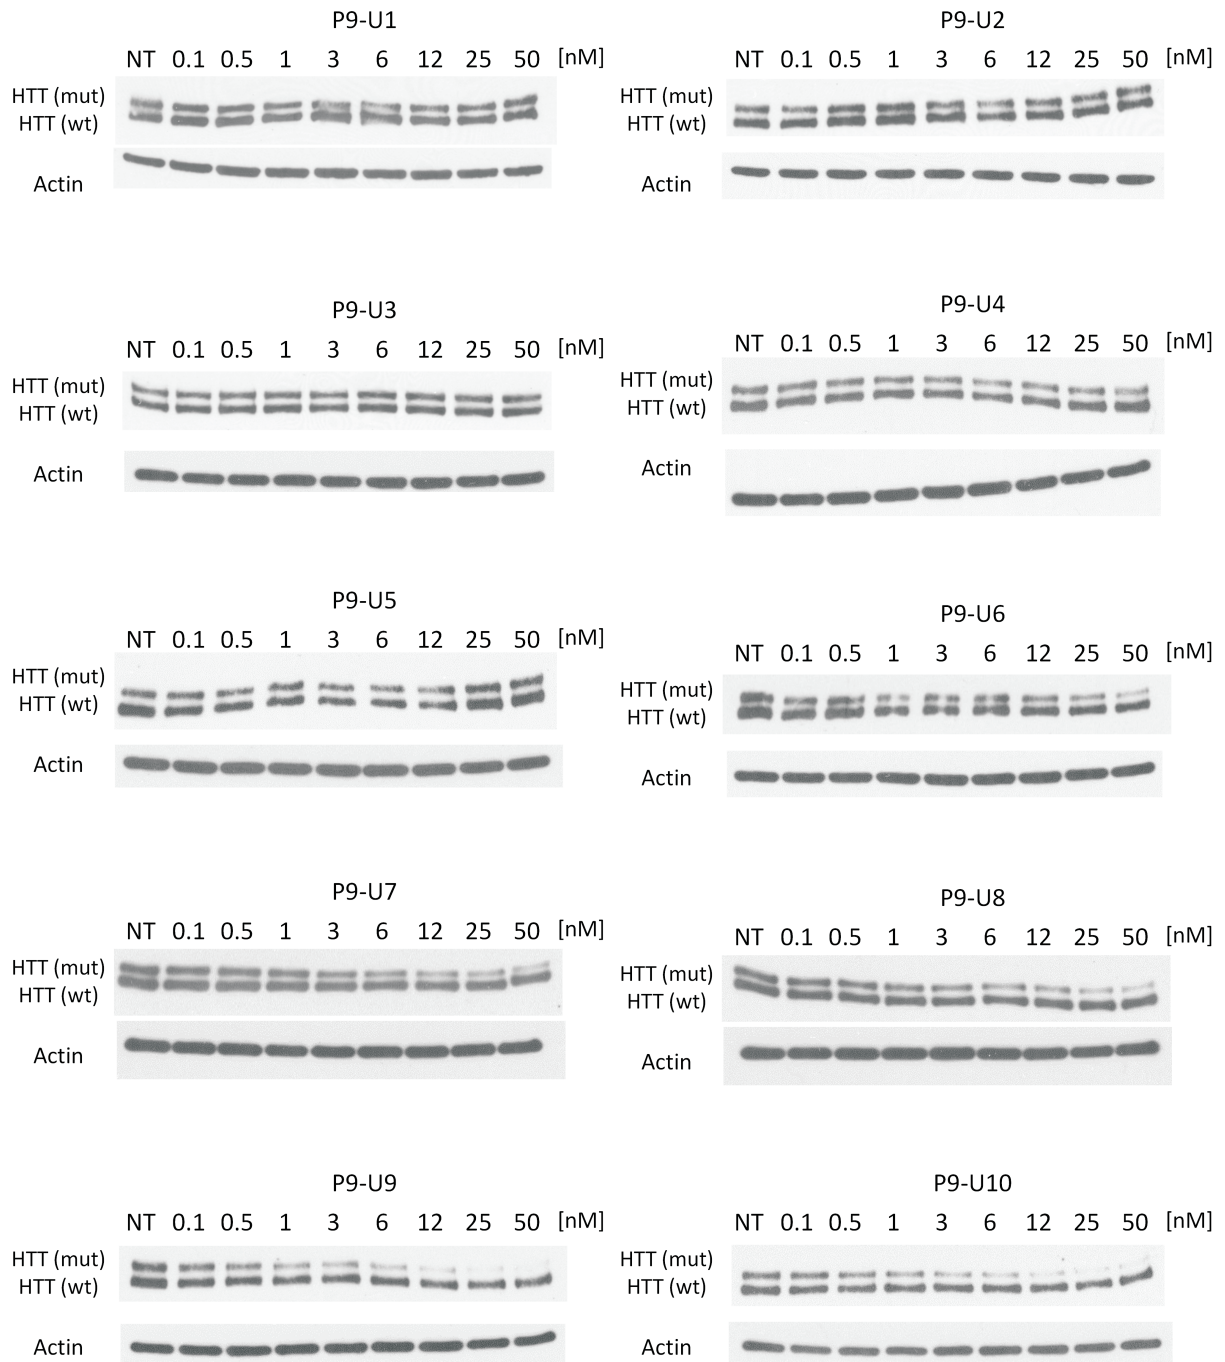 P9-U1
NT 0.1 0.5 1 3 6 12 25 50 [nM]
HTT (mut)
HTT (wt)
Actin
P9-U2
NT 0.1 0.5 1 3 6 12 25 50 [nM]
HTT (mut)
HTT (wt)
Actin
P9-U3
NT 0.1 0.5 1 3 6 12 25 50 [nM]
HTT (mut)
HTT (wt)
Actin
P9-U4
NT 0.1 0.5 1 3 6 12 25 50 [nM]
HTT (mut)
HTT (wt)
Actin
P9-U5
NT 0.1 0.5 1 3 6 12 25 50 [nM]
HTT (mut)
HTT (wt)
Actin
P9-U6
NT 0.1 0.5 1 3 6 12 25 50 [nM]
HTT (mut)
HTT (wt)
Actin
P9-U7
NT 0.1 0.5 1 3 6 12 25 50 [nM]
HTT (mut)
HTT (wt)
Actin
P9-U8
NT 0.1 0.5 1 3 6 12 25 50 [nM]
HTT (mut)
HTT (wt)
Actin
P9-U9
NT 0.1 0.5 1 3 6 12 25 50 [nM]
HTT (mut)
HTT (wt)
Actin
P9-U10
NT 0.1 0.5 1 3 6 12 25 50 [nM]
HTT (mut)
HTT (wt)
Actin